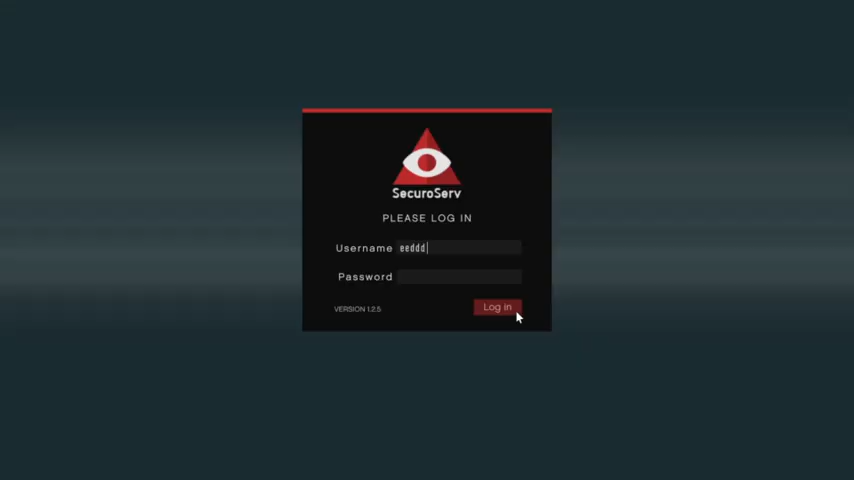 SecuroServ
PLEASE LOG IN
Username eeddd
Password
VERSION 1.2.5 Log in